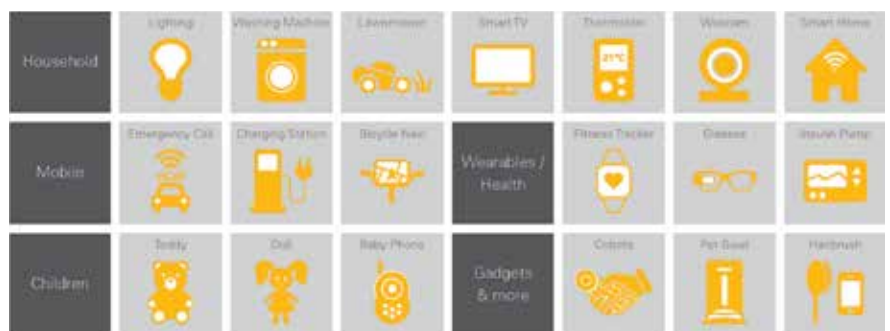 Household
Lighting
Washing Machine
Lawnmower
Smart TV
Thermostat
21°C
Webcam
Smart Home
Mobile
Emergency Call
Charging Station
Bicycle Navi
Wearables /
Health
Fitness Tracker
Glasses
Insulin Pump
Children
Teddy
Doll
Baby Phone
Gadgets
& more
Cobots
Pet Bowl
Hairbrush